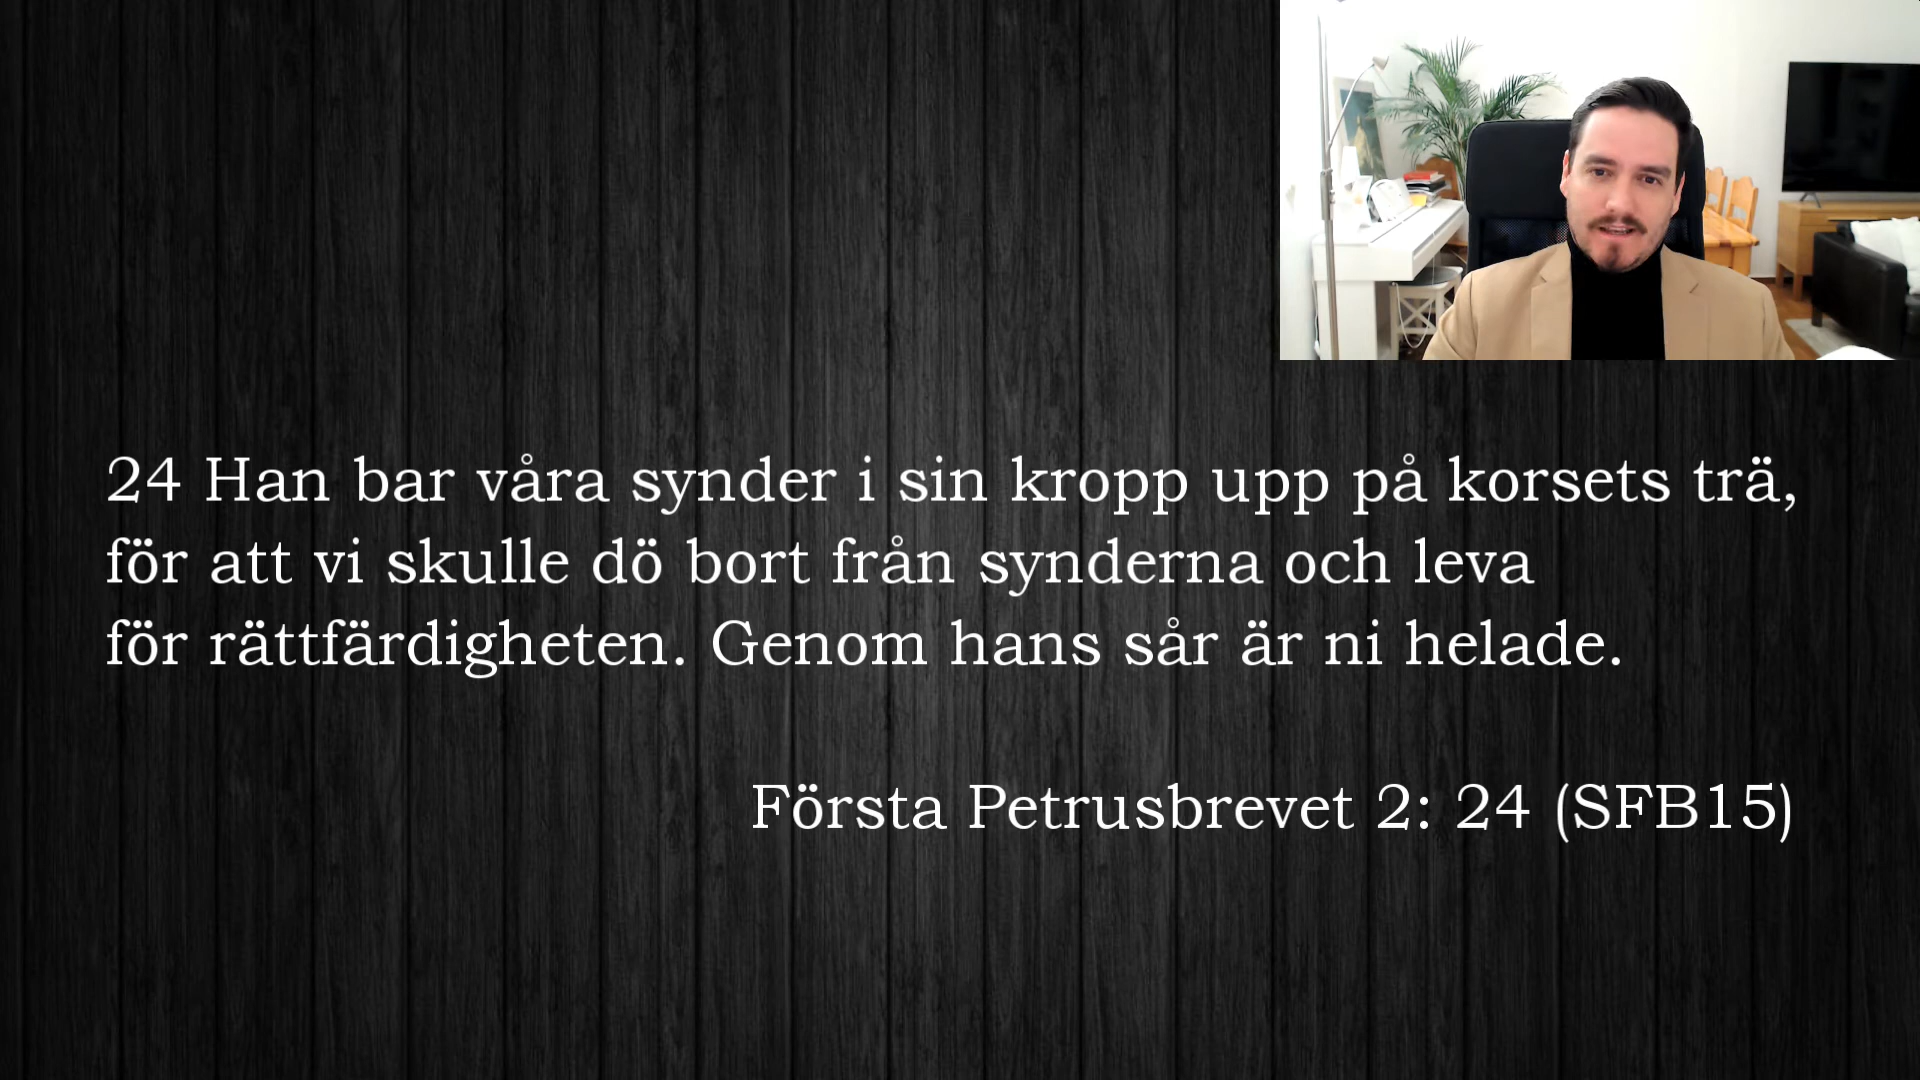 24 Han bar våra synder i sin kropp upp på korsets trä,
för att vi skulle dö bort från synderna och leva
för rättfärdigheten. Genom hans sår är ni helade.
Första Petrusbrevet 2: 24 (SFB15)